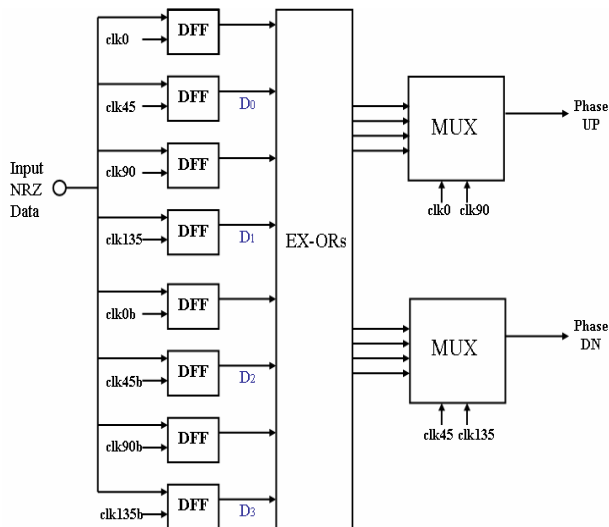 DFF
clk0
DFF
clk45
D0
DFF
clk90
Input
NRZ
Data
DFF
clk135
D1
DFF
clk0b
DFF
clk45b
D2
DFF
clk90b
DFF
clk135b
D3
EX-ORs
MUX
Phase
UP
clk0 clk90
MUX
Phase
DN
clk45 clk135